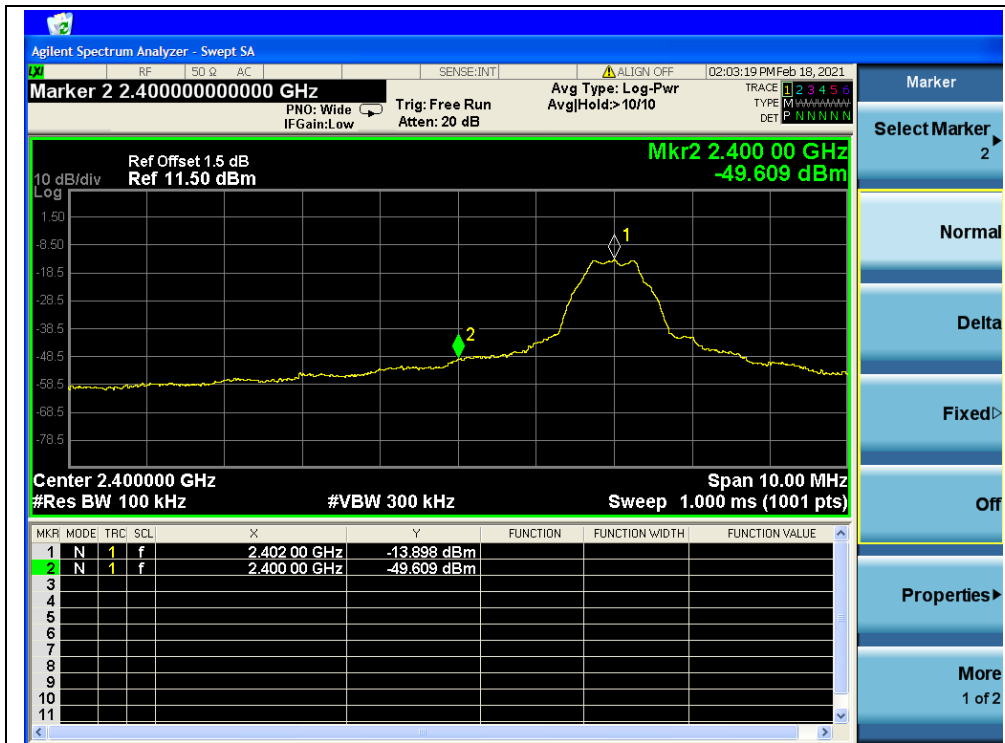 Agilent Spectrum Analyzer - Swept SA
LXI RF 50 Ω AC SENSE:INT ALIGN OFF 02:03:19 PM Feb 18, 2021
Marker 2 2.400000000000 GHz
PNO: Wide
IFGain:Low
Trig: Free Run
Atten: 20 dB
Avg Type: Log-Pwr
Avg|Hold:>10/10
TRACE 1 2 3 4 5 6
TYPE M WWWWW
DET P N N N N N
Ref Offset 1.5 dB
10 dB/div Ref 11.50 dBm
Log
Mkr2 2.400 00 GHz
-49.609 dBm
1.50
-8.50
-18.5
-28.5
-38.5
-48.5
-58.5
-68.5
-78.5
1
2
Center 2.400000 GHz Span 10.00 MHz
#Res BW 100 kHz #VBW 300 kHz Sweep 1.000 ms (1001 pts)
MKR MODE TRC SCL X Y FUNCTION FUNCTION WIDTH FUNCTION VALUE
1 N 1 f 2.402 00 GHz -13.898 dBm
2 N 1 f 2.400 00 GHz -49.609 dBm
3
4
5
6
7
8
9
10
11
Marker
Select Marker
2
Normal
Delta
Fixed
Off
Properties
More
1 of 2